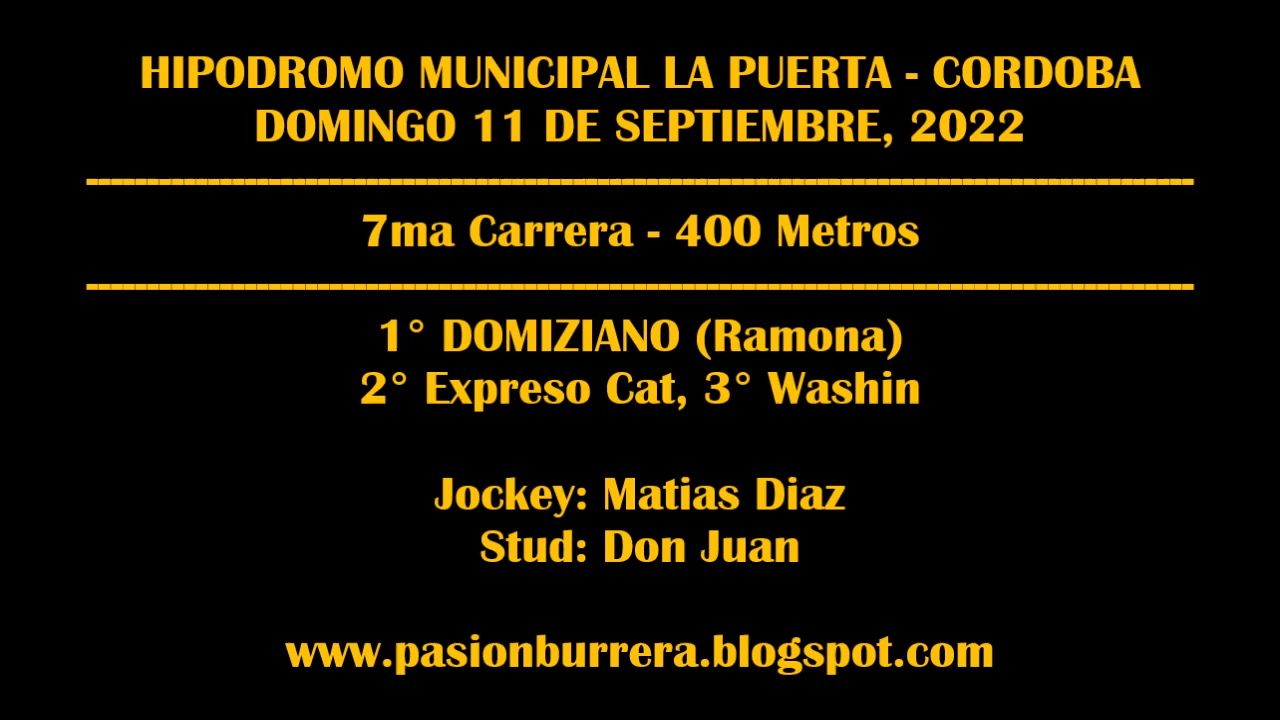 HIPODROMO MUNICIPAL LA PUERTA - CORDOBA
DOMINGO 11 DE SEPTIEMBRE, 2022
7ma Carrera - 400 Metros
1° DOMIZIANO (Ramona)
2° Expreso Cat, 3° Washin
Jockey: Matias Diaz
Stud: Don Juan
www.pasionburrera.blogspot.com